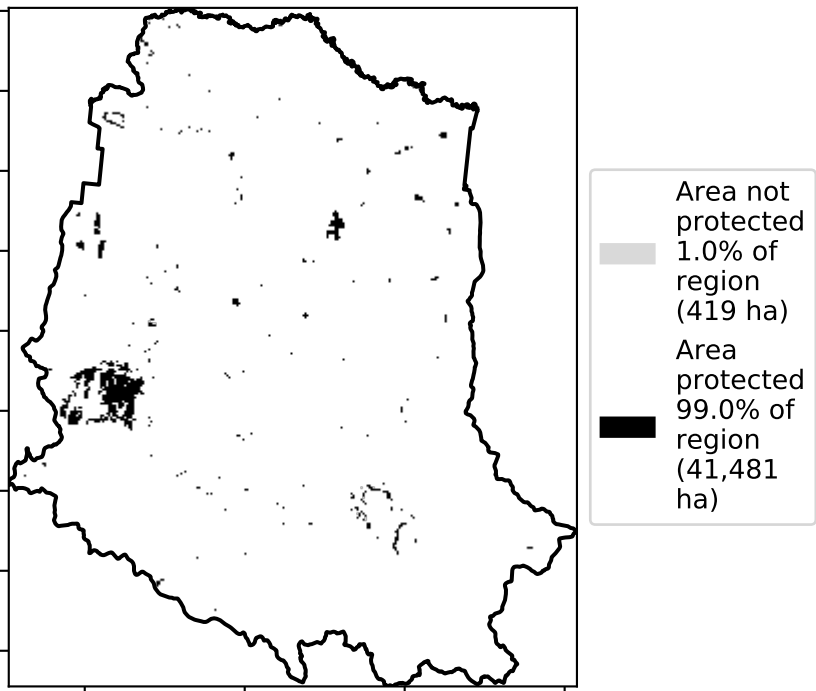 Area not
protected
1.0% of
region
(419 ha)
Area
protected
99.0% of
region
(41,481
ha)